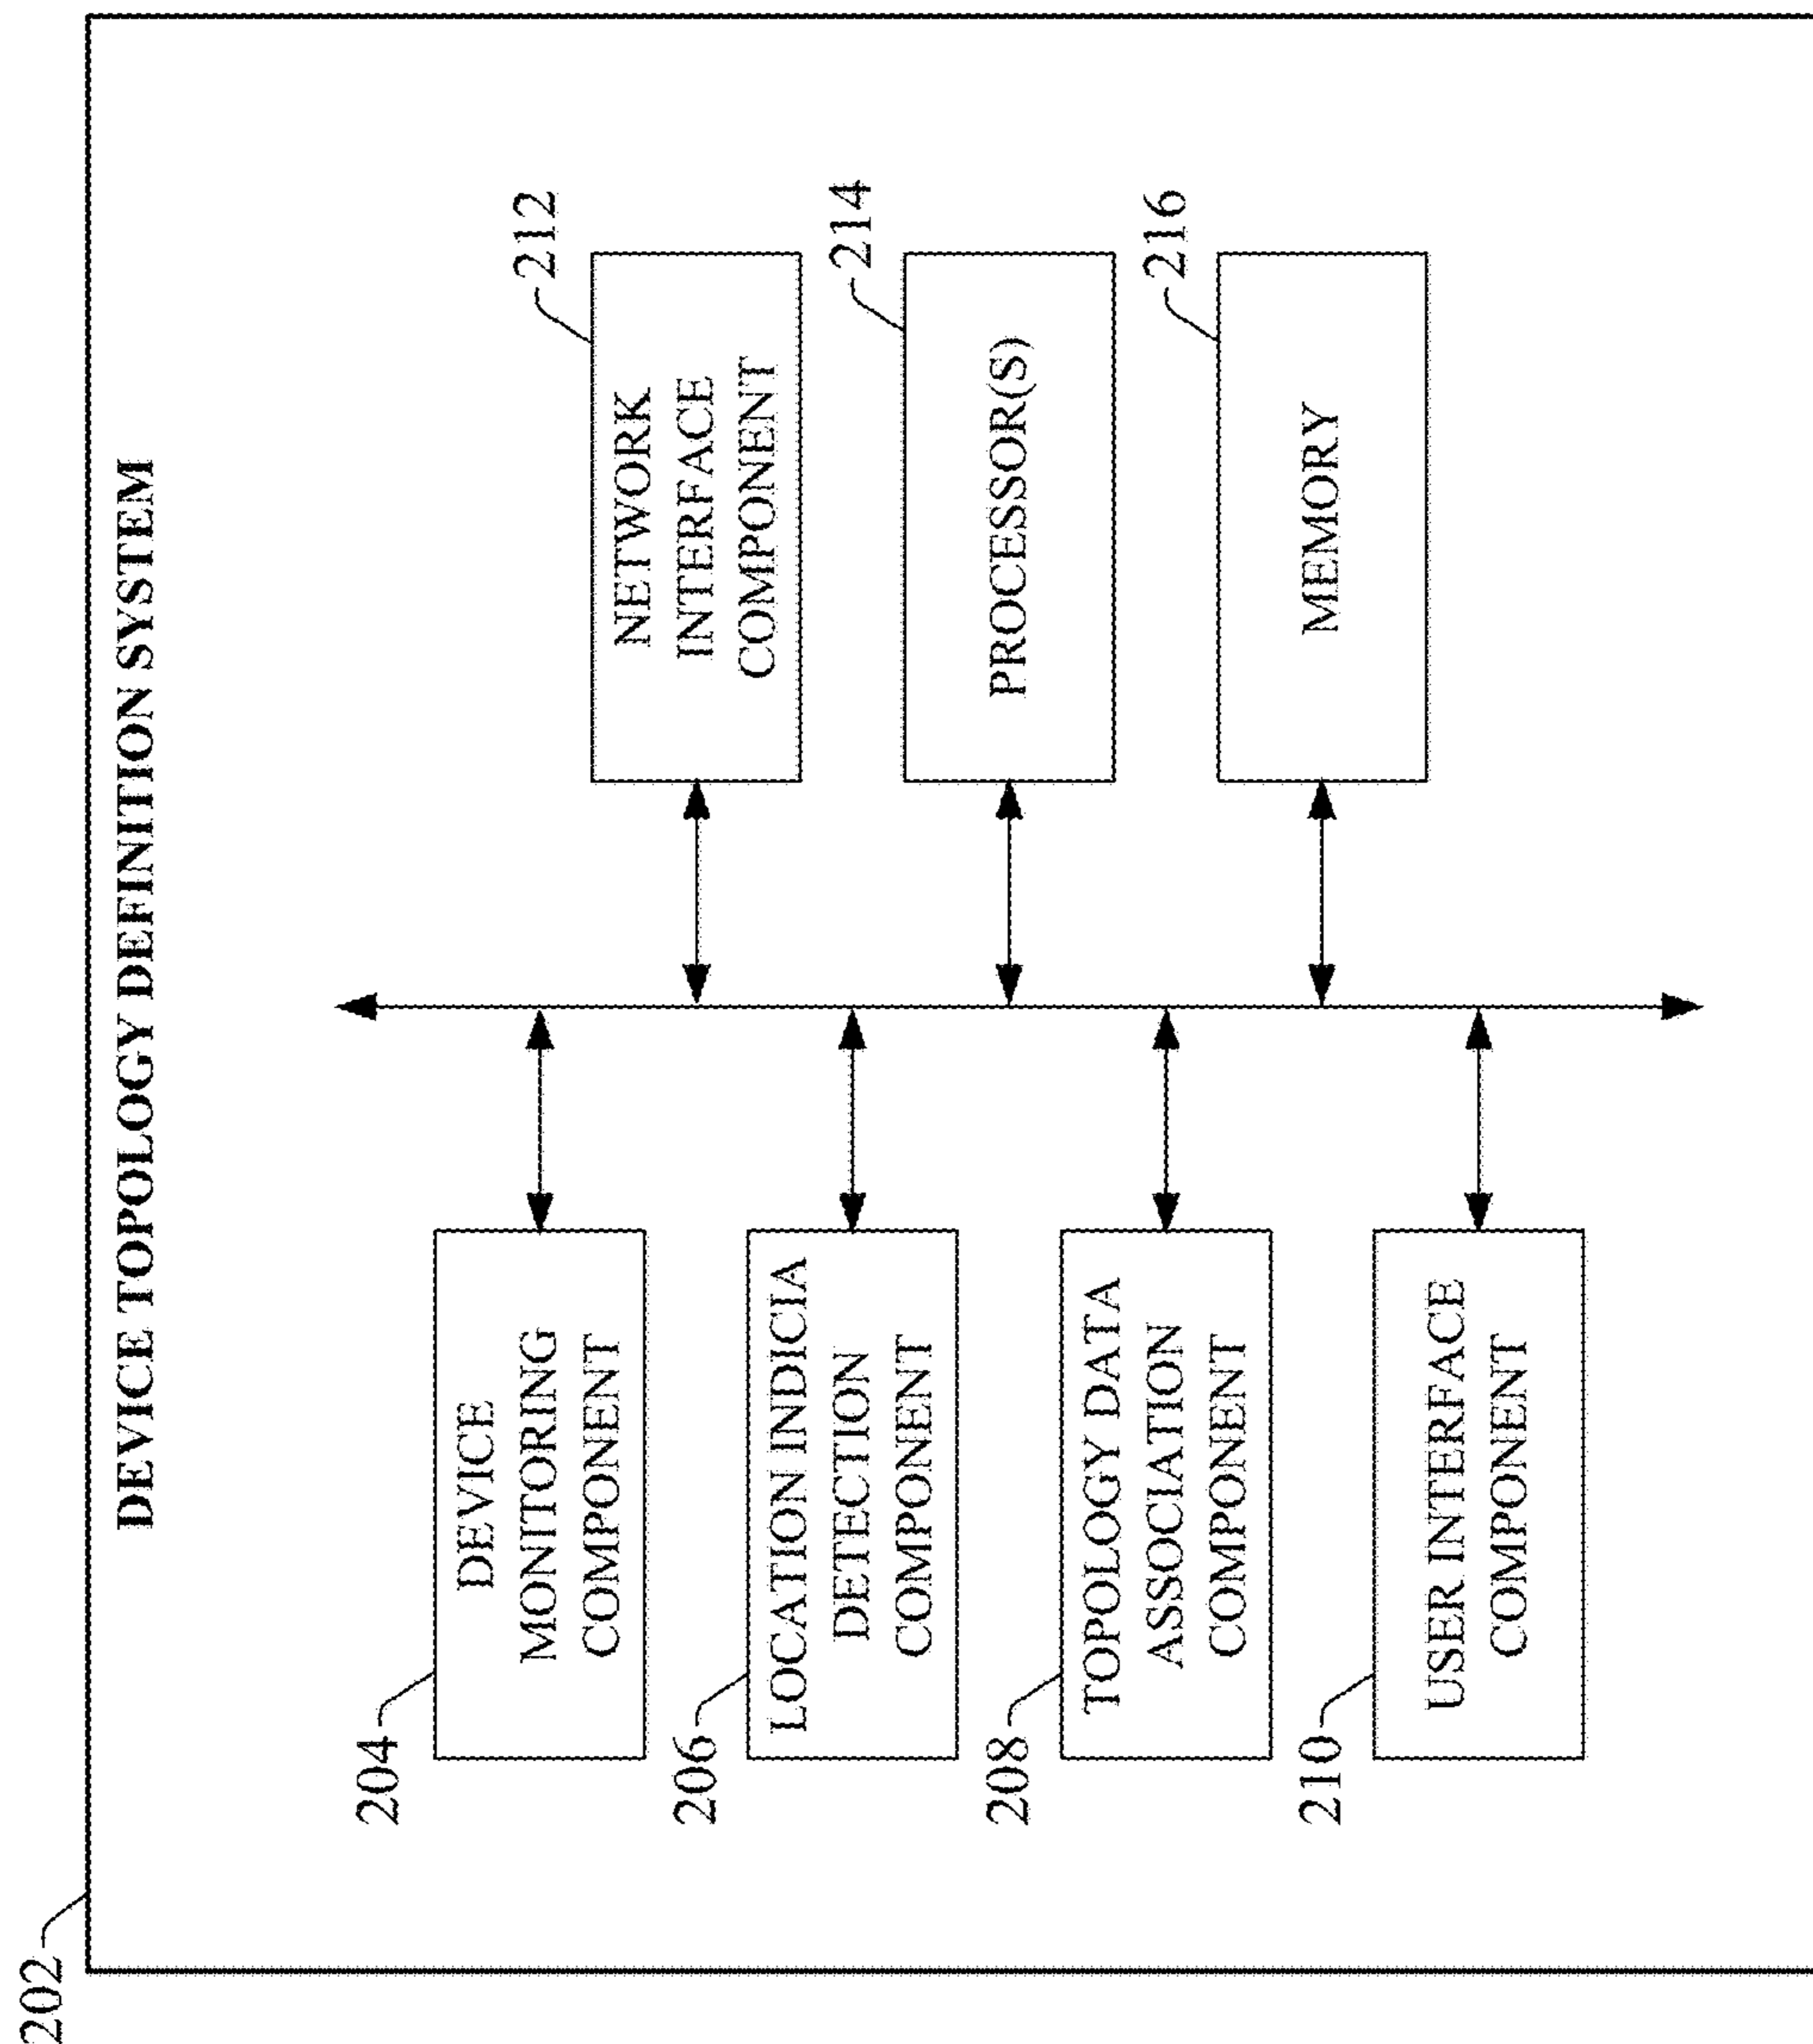 202
DEVICE TOPOLOGY DEFINITION SYSTEM
204
DEVICE
MONITORING
COMPONENT
206
LOCATION INDICIA
DETECTION
COMPONENT
208
TOPOLOGY DATA
ASSOCIATION
COMPONENT
210
USER INTERFACE
COMPONENT
212
NETWORK
INTERFACE
COMPONENT
214
PROCESSOR(S)
216
MEMORY